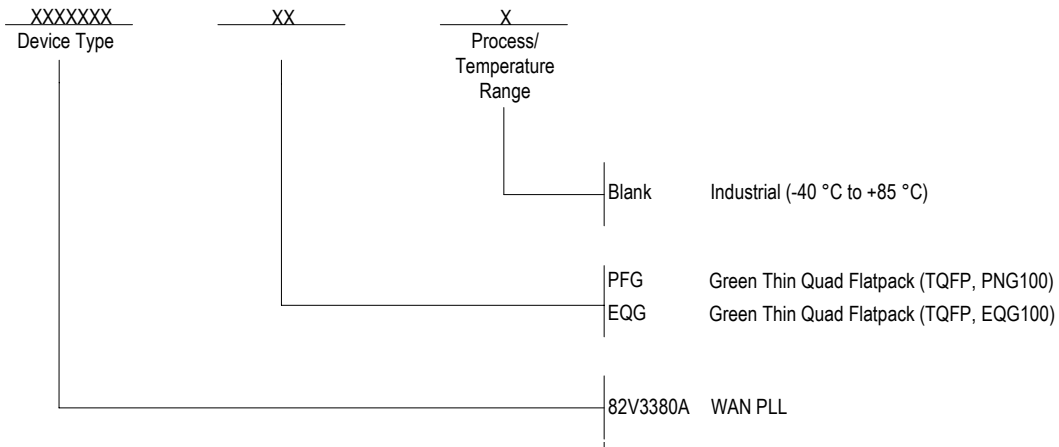 XXXXXXX XX X
Device Type
Process/
Temperature
Range
Blank Industrial (-40 °C to +85 °C)
PFG Green Thin Quad Flatpack (TQFP, PNG100)
EQG Green Thin Quad Flatpack (TQFP, EQG100)
82V3380A WAN PLL